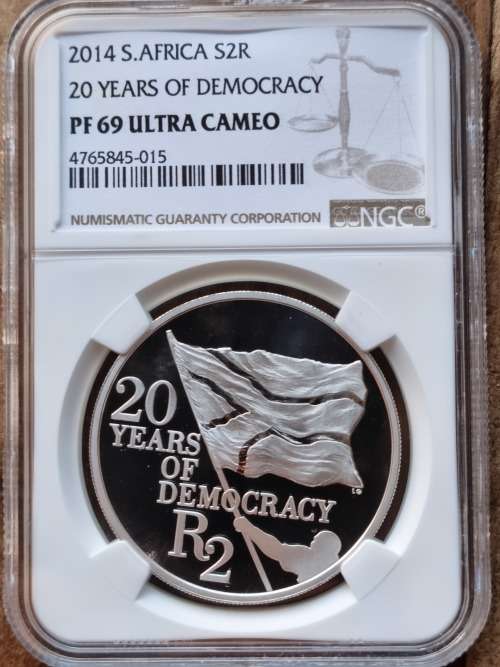 2014 S.AFRICA S2R
20 YEARS OF DEMOCRACY
PF 69 ULTRA CAMEO
4765845-015
NUMISMATIC GUARANTY CORPORATION NGC®
20
YEARS
OF
DEMOCRACY
R2